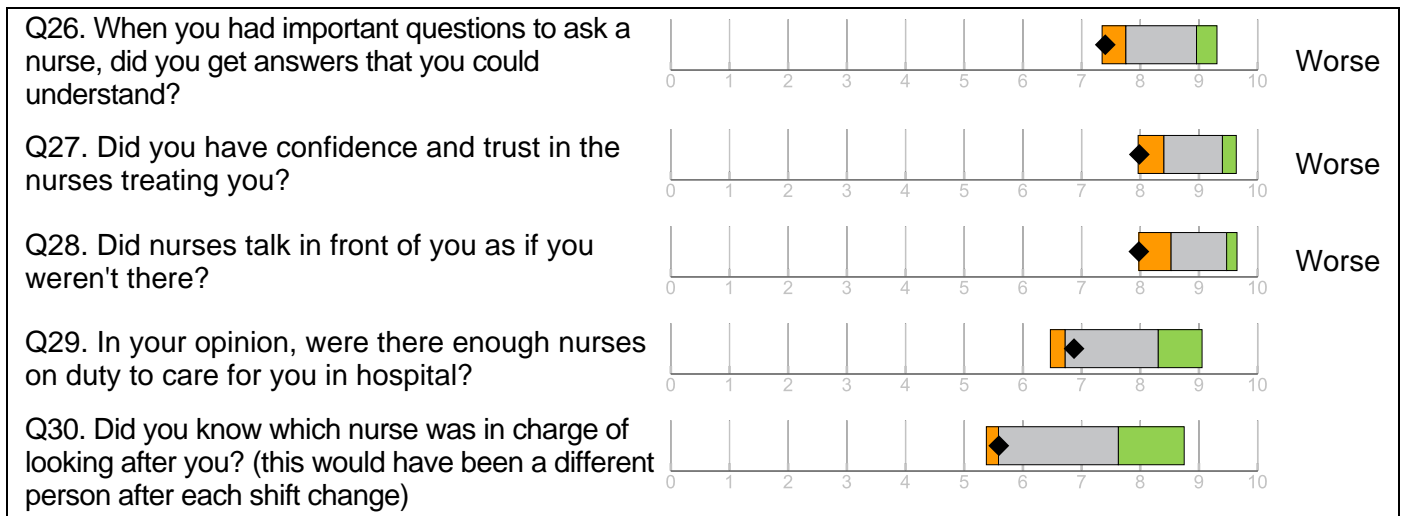 Q26. When you had important questions to ask a
nurse, did you get answers that you could
understand?
0 1 2 3 4 5 6 7 8 9 10
Worse
Q27. Did you have confidence and trust in the
nurses treating you?
0 1 2 3 4 5 6 7 8 9 10
Worse
Q28. Did nurses talk in front of you as if you
weren't there?
0 1 2 3 4 5 6 7 8 9 10
Worse
Q29. In your opinion, were there enough nurses
on duty to care for you in hospital?
0 1 2 3 4 5 6 7 8 9 10
Q30. Did you know which nurse was in charge of
looking after you? (this would have been a different
person after each shift change)
0 1 2 3 4 5 6 7 8 9 10